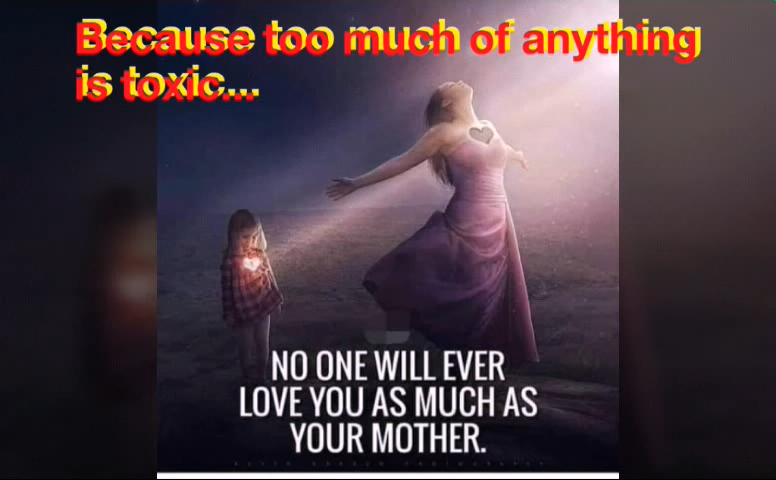 Because too much of anything
is toxic...
NO ONE WILL EVER
LOVE YOU AS MUCH AS
YOUR MOTHER.